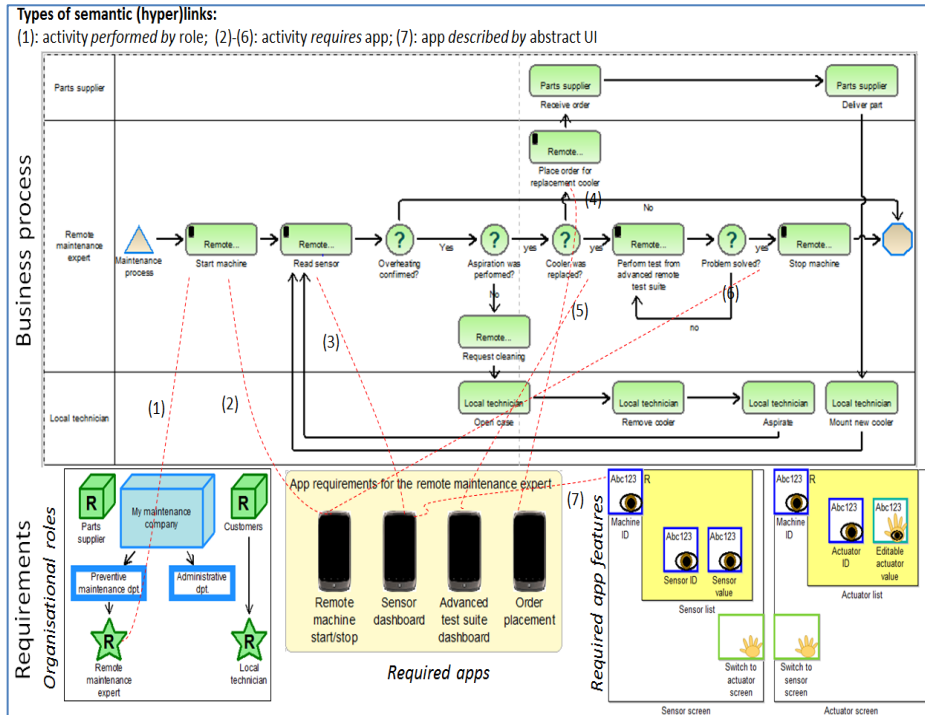 Types of semantic (hyper)links:
(1): activity performed by role; (2)-(6): activity requires app; (7): app described by abstract UI
Business process
Parts supplier
Parts supplier
Receive order
Parts supplier
Deliver part
Remote...
Place order for
replacement cooler
(4)
No
Remote
maintenance
expert
Maintenance
process
Remote...
Start machine
Remote...
Read sensor
?
Overheating
confirmed?
Yes
?
Aspiration was
performed?
yes
?
Cooler was
replaced?
yes
Remote...
Perform test from
advanced remote
test suite
?
Problem solved?
yes
Remote...
Stop machine
No
(6)
(5)
no
(3)
Remote...
Request cleaning
(1)
(2)
Local technician
Local technician
Open case
Local technician
Remove cooler
Local technician
Aspirate
Local technician
Mount new cooler
Requirements
Organisational roles
R
Parts
supplier
My maintenance
company
R
Customers
Preventive
maintenance dpt.
Administrative
dpt.
R
Remote
maintenance
expert
R
Local
technician
App requirements for the remote maintenance expert
Remote
machine
start/stop
Sensor
dashboard
Advanced
test suite
dashboard
Order
placement
Required apps
(7)
Required app features
Abc123
Machine
ID
R
Abc123
Sensor ID
Abc123
Sensor
value
Sensor list
Switch to
actuator
screen
Sensor screen
Abc123
Machine
ID
R
Abc123
Actuator
ID
Abc123
Editable
actuator
value
Actuator list
Switch to
sensor
screen
Actuator screen